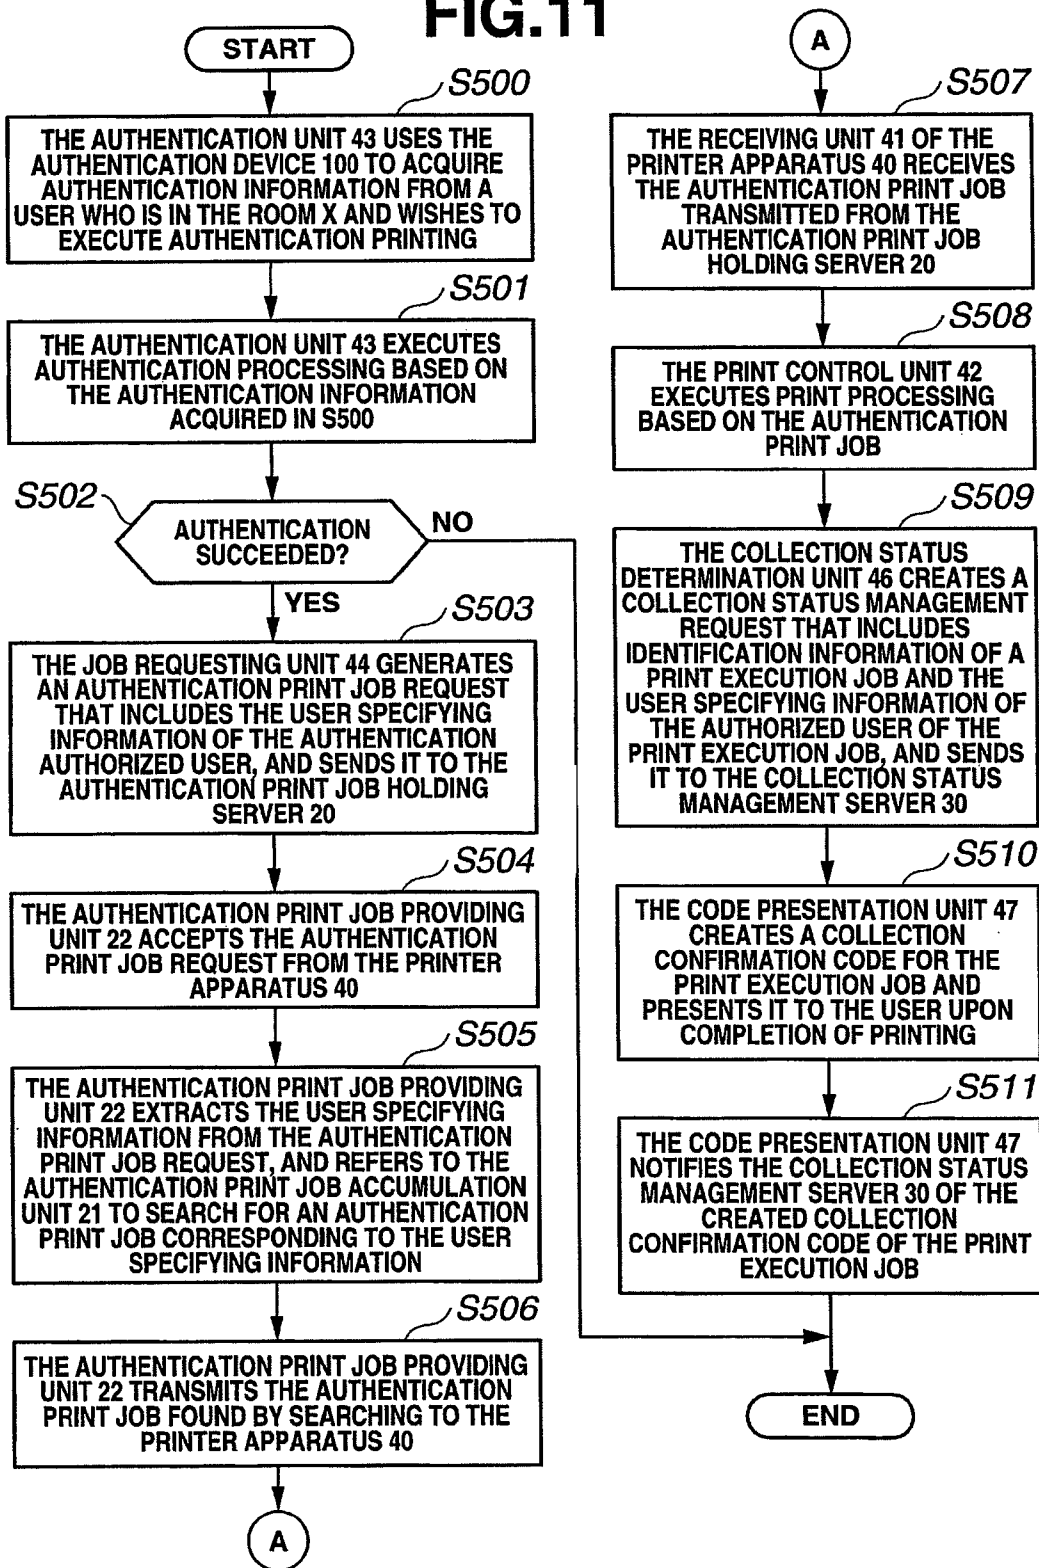 FIG.11
START
S500
THE AUTHENTICATION UNIT 43 USES THE
AUTHENTICATION DEVICE 100 TO ACQUIRE
AUTHENTICATION INFORMATION FROM A
USER WHO IS IN THE ROOM X AND WISHES TO
EXECUTE AUTHENTICATION PRINTING
S501
THE AUTHENTICATION UNIT 43 EXECUTES
AUTHENTICATION PROCESSING BASED ON
THE AUTHENTICATION INFORMATION
ACQUIRED IN S500
S502
AUTHENTICATION
SUCCEEDED?
NO
YES
S503
THE JOB REQUESTING UNIT 44 GENERATES
AN AUTHENTICATION PRINT JOB REQUEST
THAT INCLUDES THE USER SPECIFYING
INFORMATION OF THE AUTHENTICATION
AUTHORIZED USER, AND SENDS IT TO THE
AUTHENTICATION PRINT JOB HOLDING
SERVER 20
S504
THE AUTHENTICATION PRINT JOB PROVIDING
UNIT 22 ACCEPTS THE AUTHENTICATION
PRINT JOB REQUEST FROM THE PRINTER
APPARATUS 40
S505
THE AUTHENTICATION PRINT JOB PROVIDING
UNIT 22 EXTRACTS THE USER SPECIFYING
INFORMATION FROM THE AUTHENTICATION
PRINT JOB REQUEST, AND REFERS TO THE
AUTHENTICATION PRINT JOB ACCUMULATION
UNIT 21 TO SEARCH FOR AN AUTHENTICATION
PRINT JOB CORRESPONDING TO THE USER
SPECIFYING INFORMATION
S506
THE AUTHENTICATION PRINT JOB PROVIDING
UNIT 22 TRANSMITS THE AUTHENTICATION
PRINT JOB FOUND BY SEARCHING TO THE
PRINTER APPARATUS 40
A
A
S507
THE RECEIVING UNIT 41 OF THE
PRINTER APPARATUS 40 RECEIVES
THE AUTHENTICATION PRINT JOB
TRANSMITTED FROM THE
AUTHENTICATION PRINT JOB
HOLDING SERVER 20
S508
THE PRINT CONTROL UNIT 42
EXECUTES PRINT PROCESSING
BASED ON THE AUTHENTICATION
PRINT JOB
S509
THE COLLECTION STATUS
DETERMINATION UNIT 46 CREATES A
COLLECTION STATUS MANAGEMENT
REQUEST THAT INCLUDES
IDENTIFICATION INFORMATION OF A
PRINT EXECUTION JOB AND THE
USER SPECIFYING INFORMATION OF
THE AUTHORIZED USER OF THE
PRINT EXECUTION JOB, AND SENDS
IT TO THE COLLECTION STATUS
MANAGEMENT SERVER 30
S510
THE CODE PRESENTATION UNIT 47
CREATES A COLLECTION
CONFIRMATION CODE FOR THE
PRINT EXECUTION JOB AND
PRESENTS IT TO THE USER UPON
COMPLETION OF PRINTING
S511
THE CODE PRESENTATION UNIT 47
NOTIFIES THE COLLECTION STATUS
MANAGEMENT SERVER 30 OF THE
CREATED COLLECTION
CONFIRMATION CODE OF THE PRINT
EXECUTION JOB
END